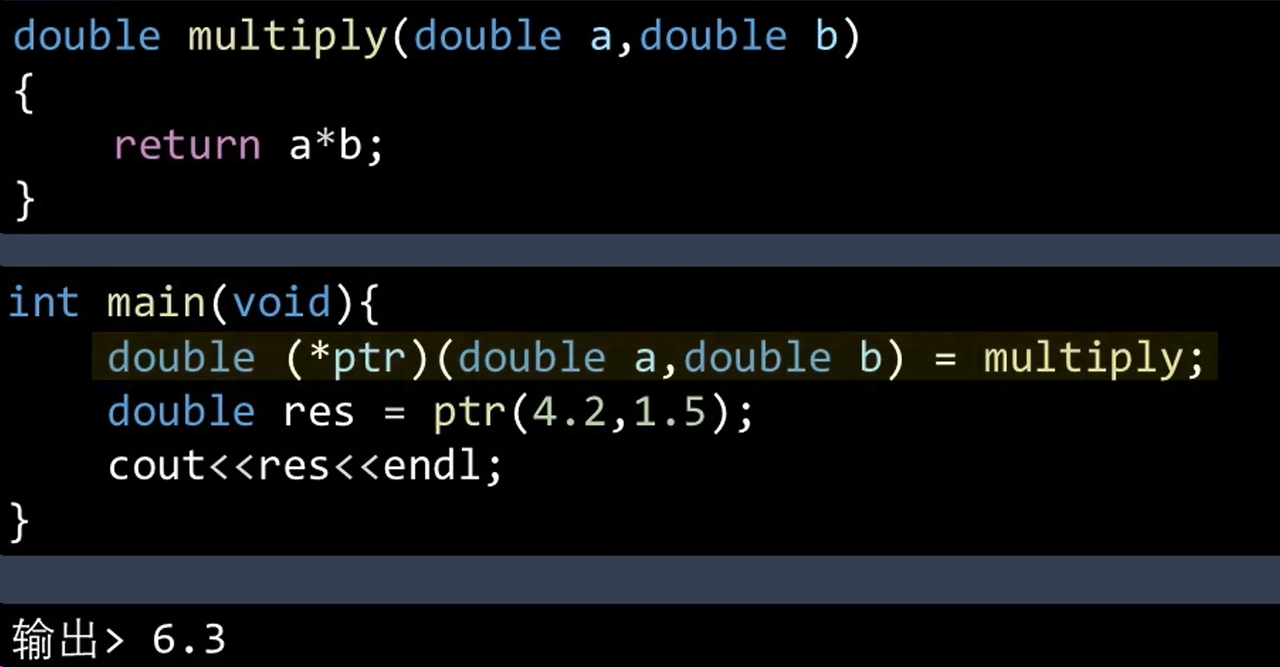 double multiply(double a,double b)
{
    return a*b;
}
int main(void){
    double (*ptr)(double a,double b) = multiply;
    double res = ptr(4.2,1.5);
    cout<<res<<endl;
}
输出> 6.3